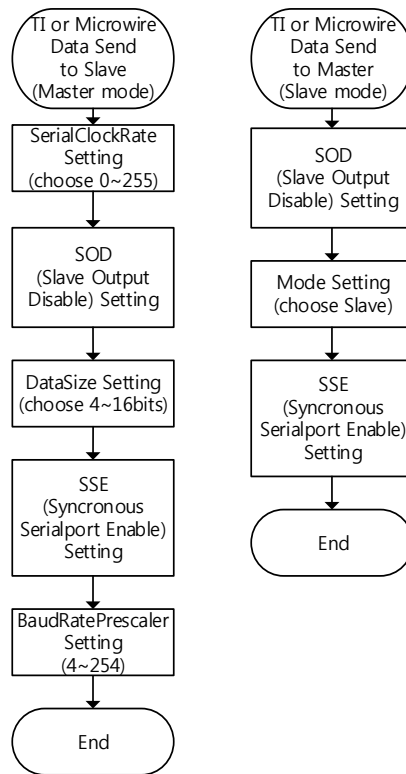 TI or Microwire
Data Send
to Slave
(Master mode)
SerialClockRate
Setting
(choose 0~255)
SOD
(Slave Output
Disable) Setting
DataSize Setting
(choose 4~16bits)
SSE
(Syncronous
Serialport Enable)
Setting
BaudRatePrescaler
Setting
(4~254)
End
TI or Microwire
Data Send
to Master
(Slave mode)
SOD
(Slave Output
Disable) Setting
Mode Setting
(choose Slave)
SSE
(Syncronous
Serialport Enable)
Setting
End